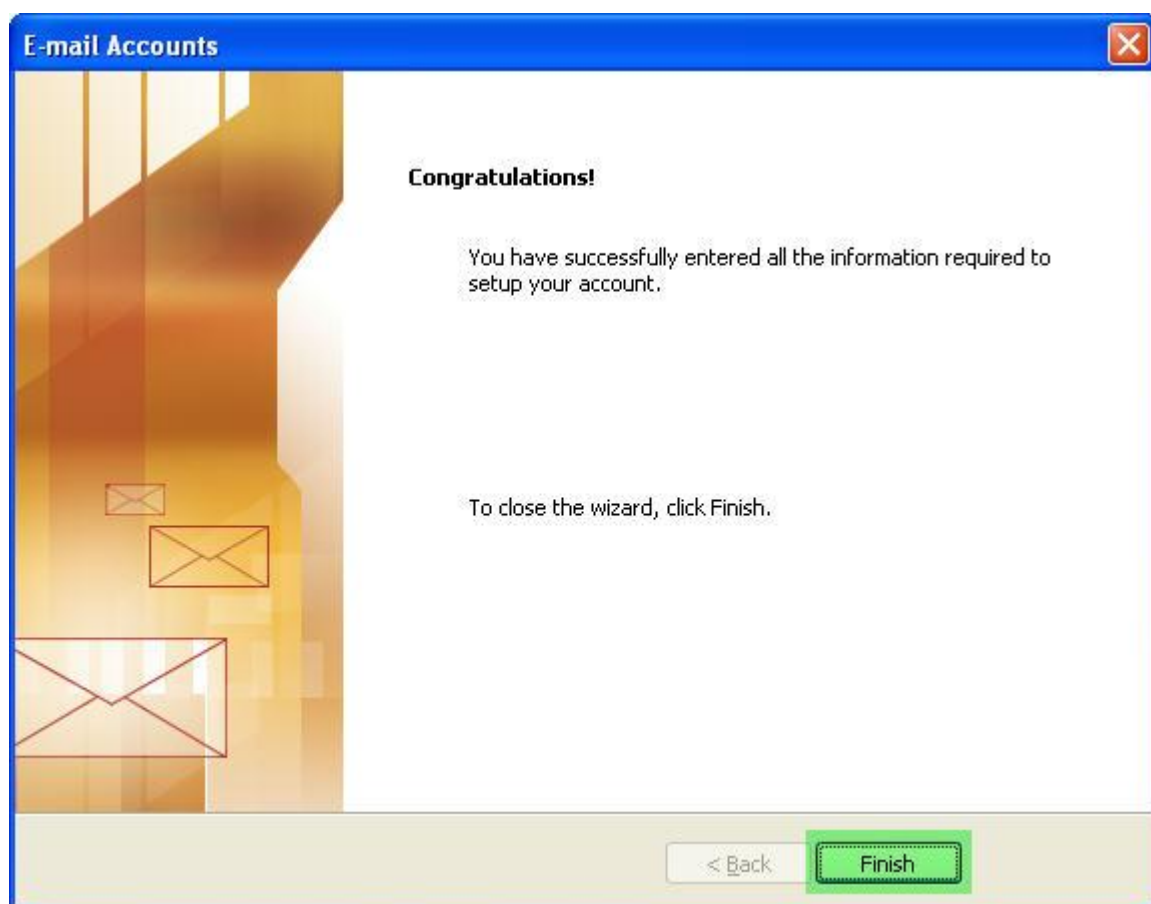 E-mail Accounts
Congratulations!
You have successfully entered all the information required to
setup your account.
To close the wizard, click Finish.
< Back
Finish